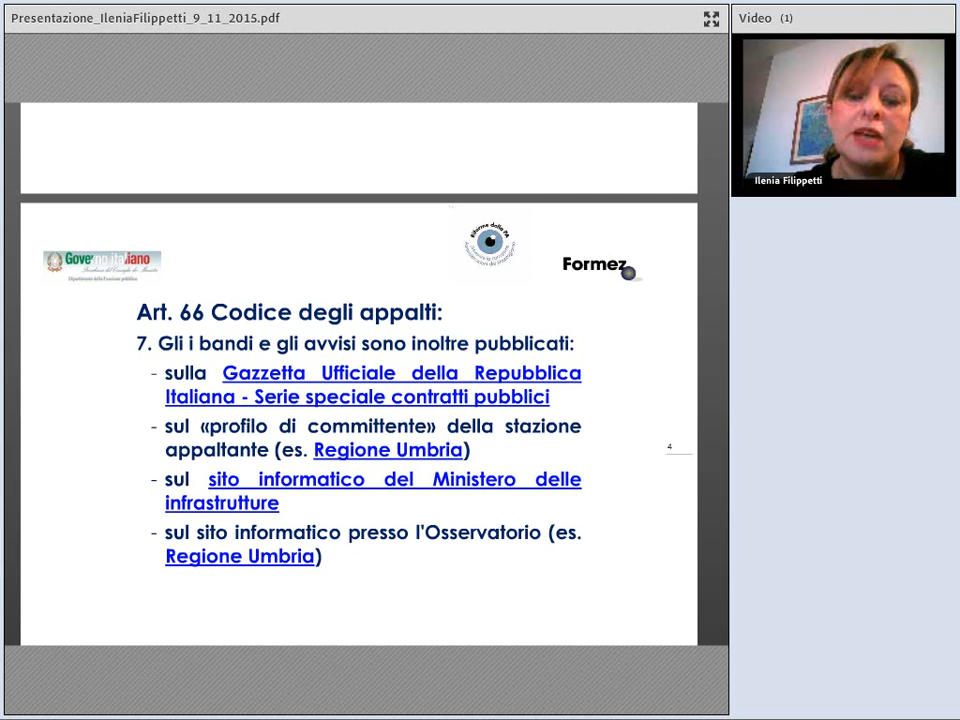 Presentazione_IleniaFilippetti_9_11_2015.pdf
Video (1)
Ilenia Filippetti
Governo italiano
Riforme della PA
Formez
Art. 66 Codice degli appalti:
7. Gli i bandi e gli avvisi sono inoltre pubblicati:
- sulla Gazzetta Ufficiale della Repubblica
Italiana - Serie speciale contratti pubblici
- sul «profilo di committente» della stazione
appaltante (es. Regione Umbria)
4
- sul sito informatico del Ministero delle
infrastrutture
- sul sito informatico presso l'Osservatorio (es.
Regione Umbria)